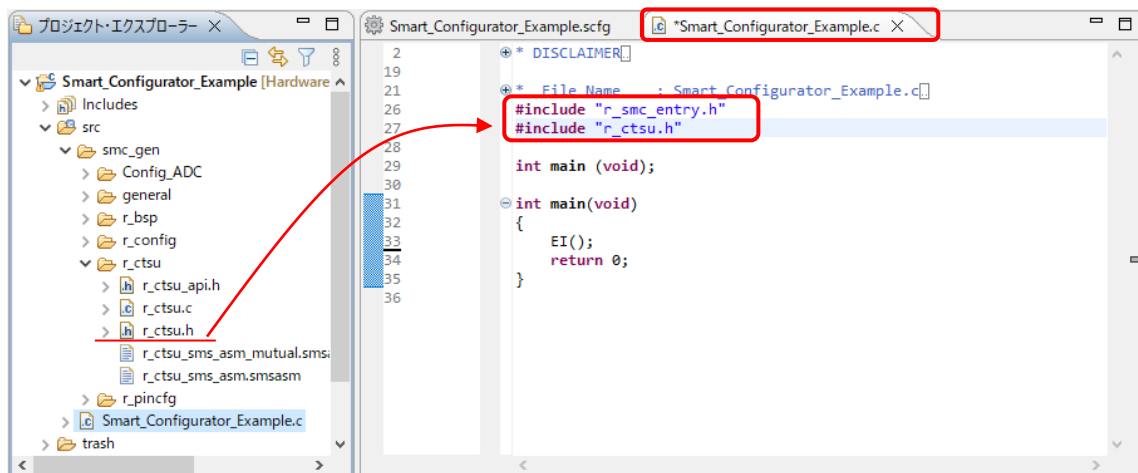 プロジェクト・エクスプローラー
Smart_Configurator_Example [Hardware
Includes
src
smc_gen
Config_ADC
general
r_bsp
r_config
r_ctsu
r_ctsu_api.h
r_ctsu.c
r_ctsu.h
r_ctsu_sms_asm_mutual.sms
r_ctsu_sms_asm.smsasm
r_pincfg
Smart_Configurator_Example.c
trash
Smart_Configurator_Example.scfg
*Smart_Configurator_Example.c
2 * DISCLAIMER
19
21 * File Name : Smart_Configurator_Example.c
26 #include "r_smc_entry.h"
27 #include "r_ctsu.h"
28
29 int main (void);
30
31 int main(void)
32 {
33 EI();
34 return 0;
35 }
36